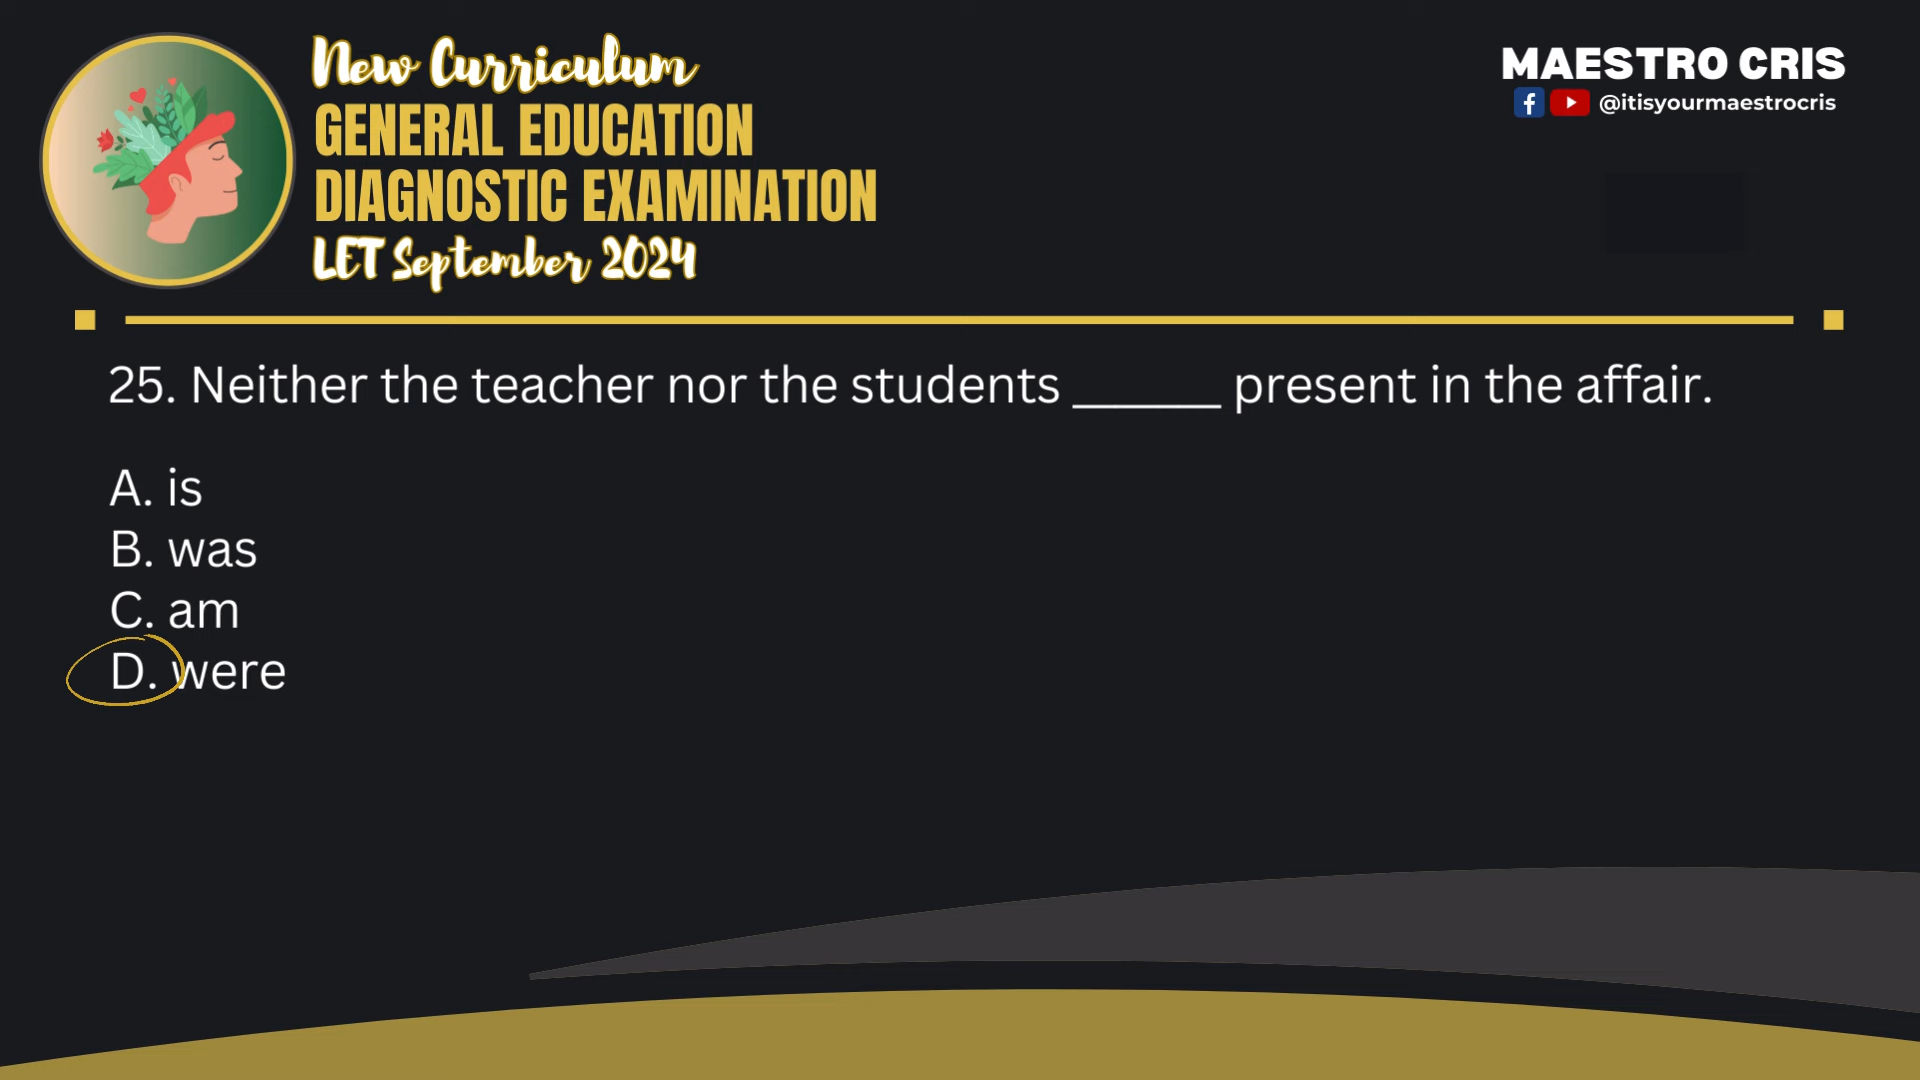 New Curriculum
GENERAL EDUCATION
DIAGNOSTIC EXAMINATION
LET September 2024
MAESTRO CRIS
@itisyourmaestrocris
25. Neither the teacher nor the students ______ present in the affair.
A. is
B. was
C. am
D. were